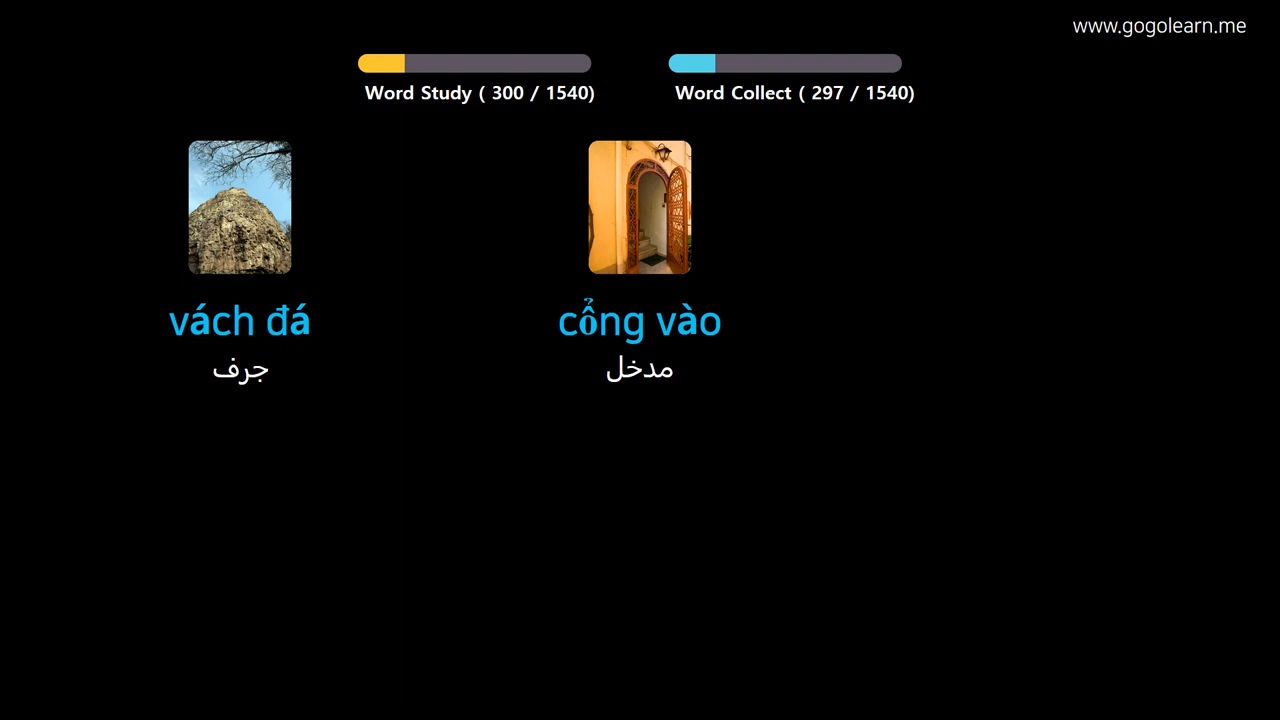 www.gogolearn.me
Word Study ( 300 / 1540)
Word Collect ( 297 / 1540)
vách đá
جرف
cổng vào
مدخل